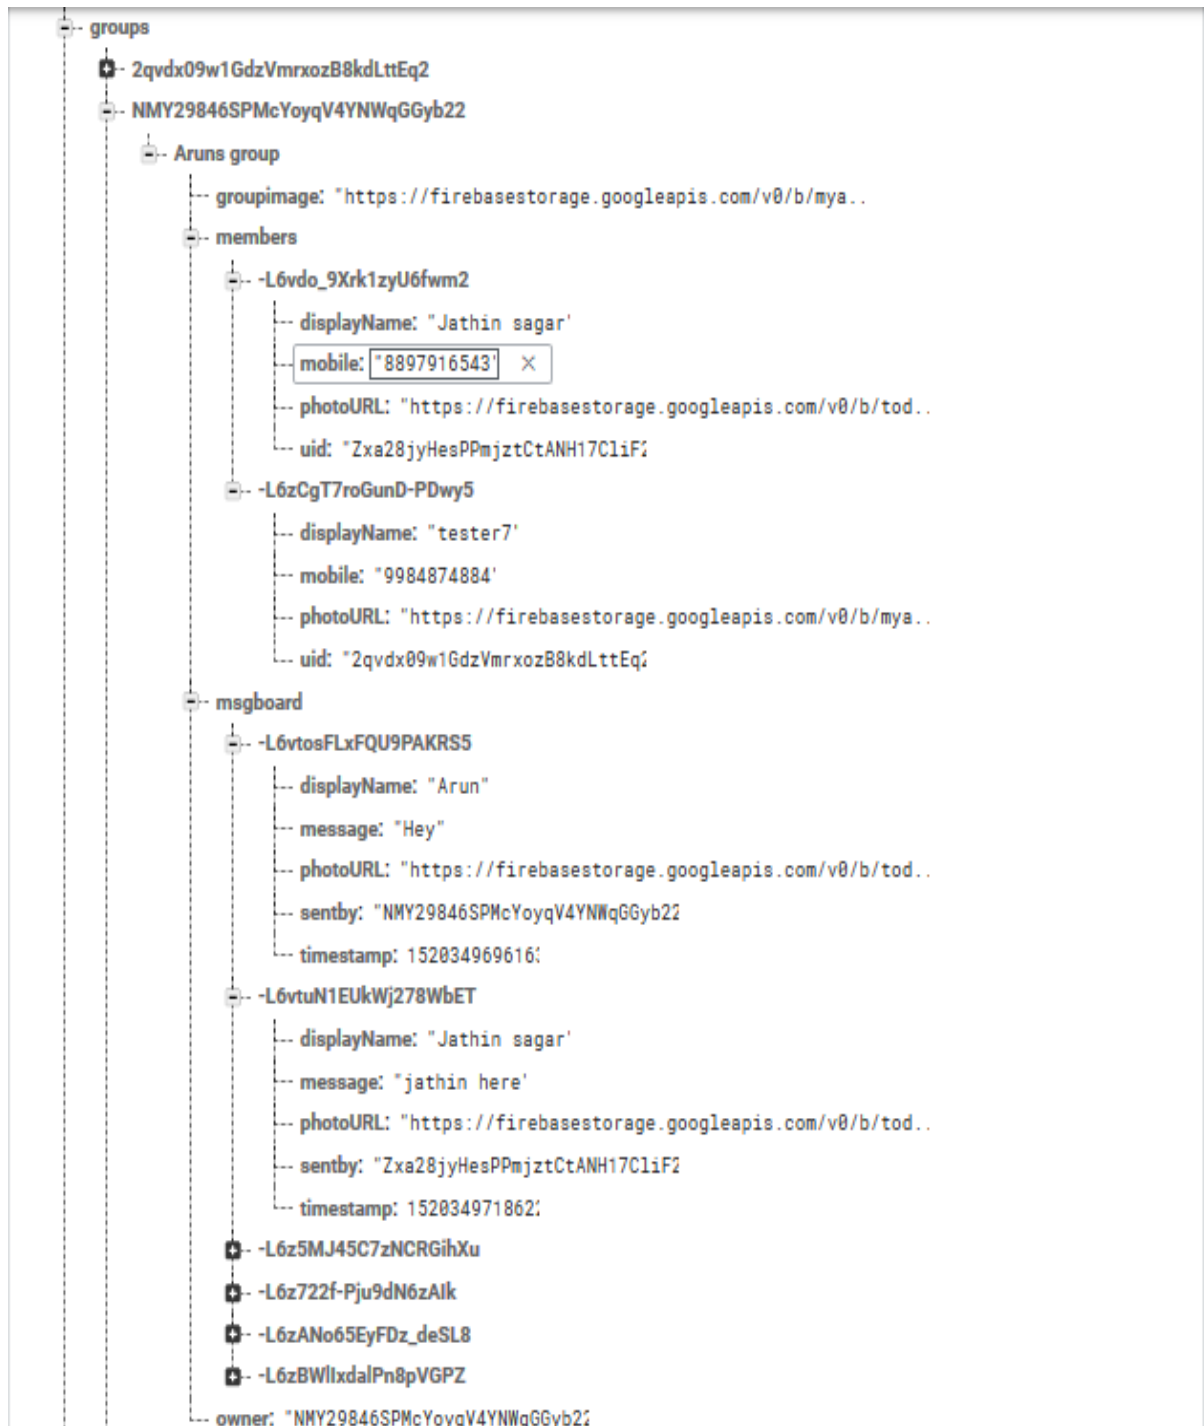 groups
2qvdx09w1GdzVmrxozB8kdLttEq2
NMY29846SPMcYoyqV4YNWqGGyb22
Aruns group
groupimage: "https://firebasestorage.googleapis.com/v0/b/mya..
members
-L6vdo_9Xrk1zyU6fwm2
displayName: "Jathin sagar'
mobile: "8897916543' ×
photoURL: "https://firebasestorage.googleapis.com/v0/b/tod..
uid: "Zxa28jyHesPPmjztCtANH17CliF2
-L6zCgT7roGunD-PDwy5
displayName: "tester7'
mobile: "9984874884'
photoURL: "https://firebasestorage.googleapis.com/v0/b/mya..
uid: "2qvdx09w1GdzVmrxozB8kdLttEq2
msgboard
-L6vtosFLxFQU9PAKRS5
displayName: "Arun"
message: "Hey"
photoURL: "https://firebasestorage.googleapis.com/v0/b/tod..
sentby: "NMY29846SPMcYoyqV4YNWqGGyb22
timestamp: 152034969616
-L6vtuN1EUkWj278WbET
displayName: "Jathin sagar'
message: "jathin here'
photoURL: "https://firebasestorage.googleapis.com/v0/b/tod..
sentby: "Zxa28jyHesPPmjztCtANH17CliF2
timestamp: 152034971862
-L6z5MJ45C7zNCRGihXu
-L6z722f-Pju9dN6zAIk
-L6zANo65EyFDz_deSL8
-L6zBWlIxdalPn8pVGPZ
owner: "NMY29846SPMcYoyqV4YNWqGGyb22